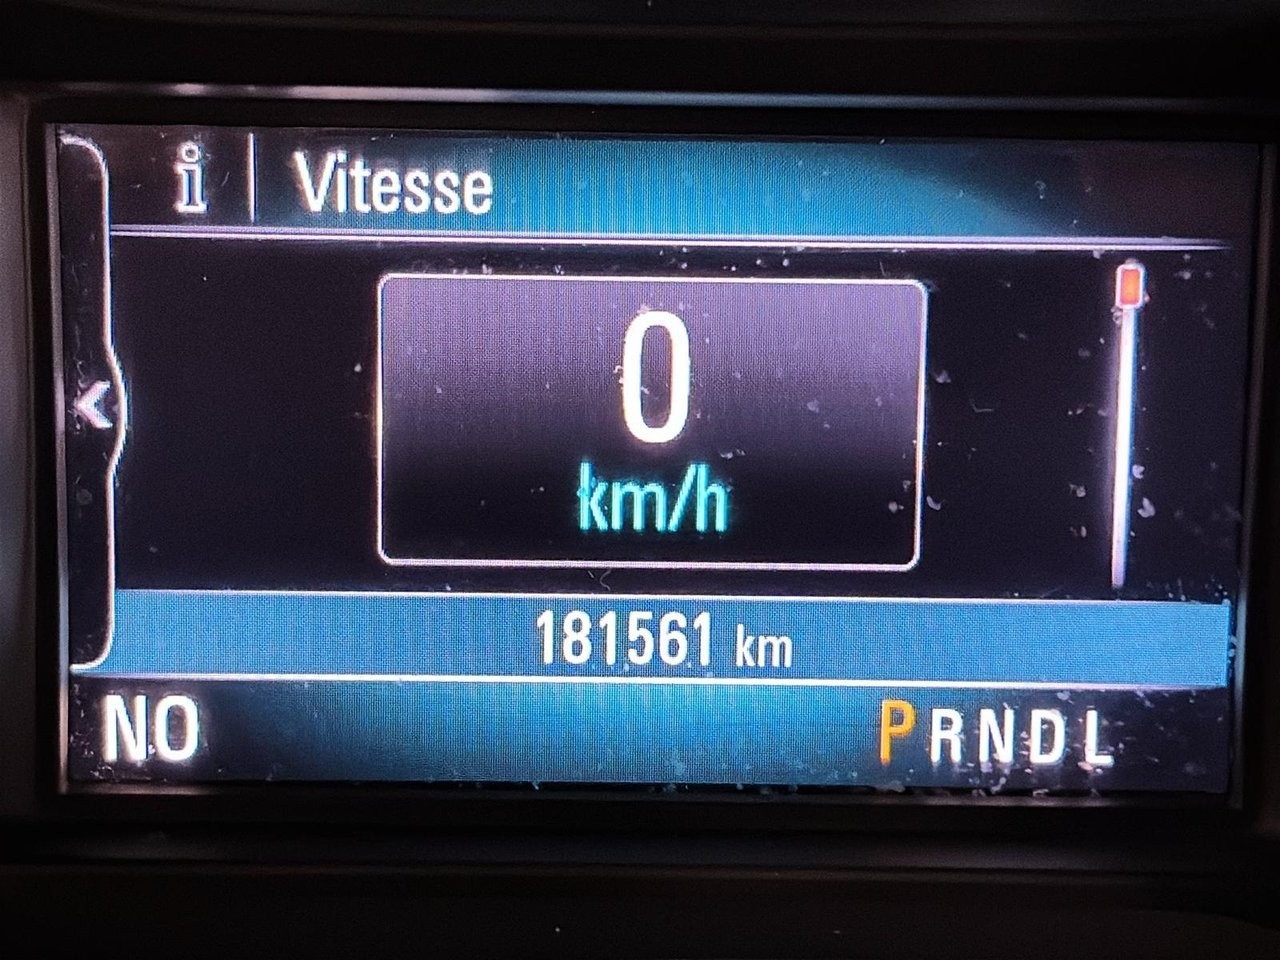 i Vitesse
0
km/h
181561 km
NO PRNDL